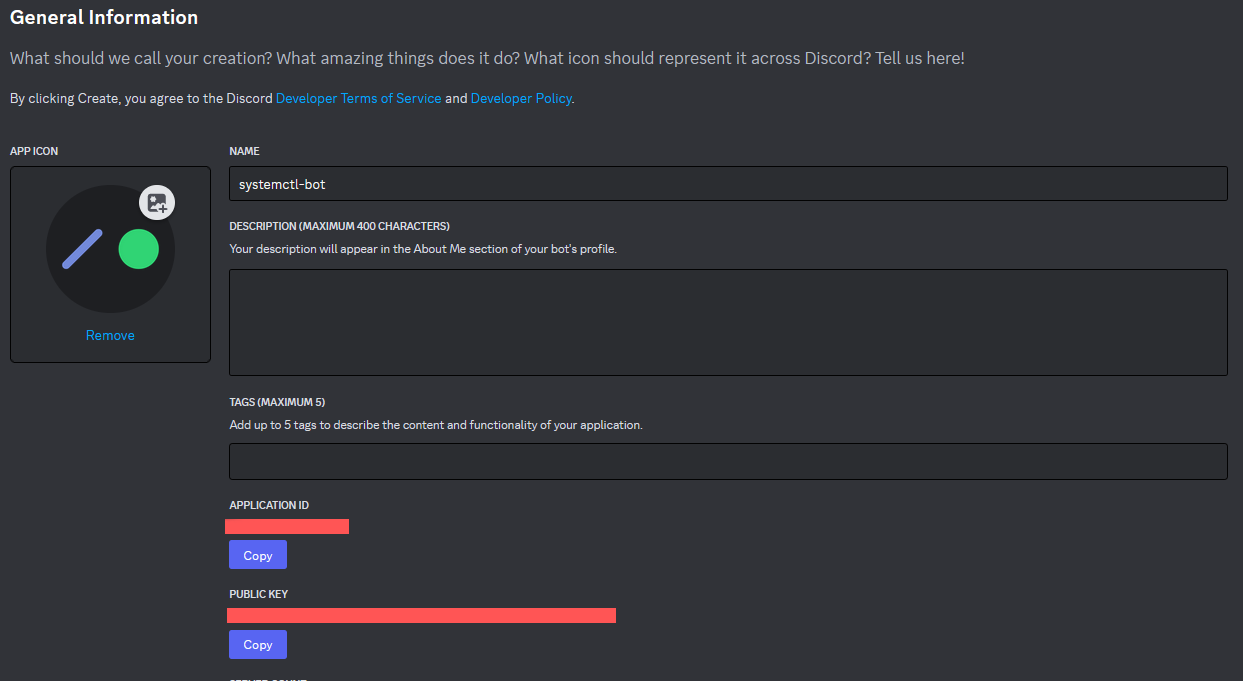 General Information
What should we call your creation? What amazing things does it do? What icon should represent it across Discord? Tell us here!
By clicking Create, you agree to the Discord Developer Terms of Service and Developer Policy.
APP ICON
Remove
NAME
systemctl-bot
DESCRIPTION (MAXIMUM 400 CHARACTERS)
Your description will appear in the About Me section of your bot's profile.
TAGS (MAXIMUM 5)
Add up to 5 tags to describe the content and functionality of your application.
APPLICATION ID
Copy
PUBLIC KEY
Copy